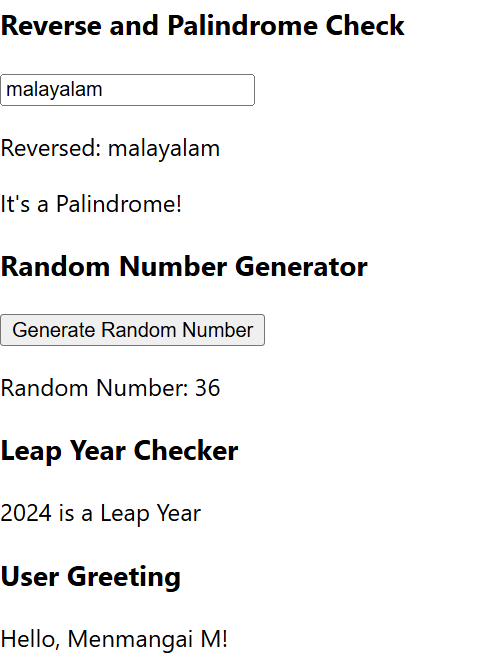 Reverse and Palindrome Check
malayalam
Reversed: malayalam
It's a Palindrome!
Random Number Generator
Generate Random Number
Random Number: 36
Leap Year Checker
2024 is a Leap Year
User Greeting
Hello, Menmangai M!